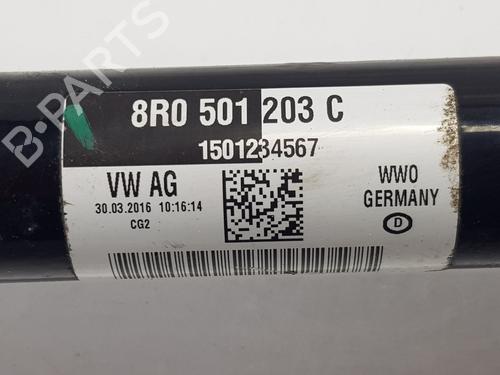 B-PARTS
8R0 501 203 C
1501234567
VW AG
30.03.2016 10:16:14
CG2
WWO
GERMANY
D